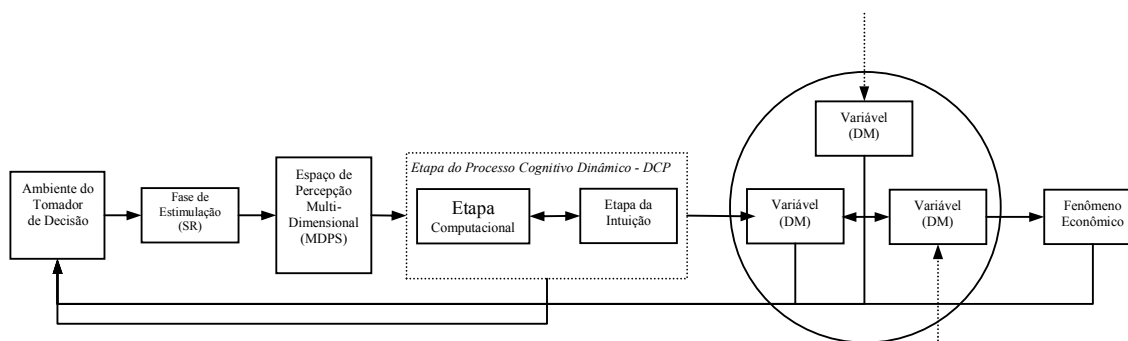 Ambiente do
Tomador
de Decisão
Fase de
Estimulação
(SR)
Espaço de
Percepção
Multi-
Dimensional
(MDPS)
Etapa do Processo Cognitivo Dinâmico - DCP
Etapa
Computacional
Etapa da
Intuição
Variável
(DM)
Variável
(DM)
Variável
(DM)
Fenômeno
Econômico